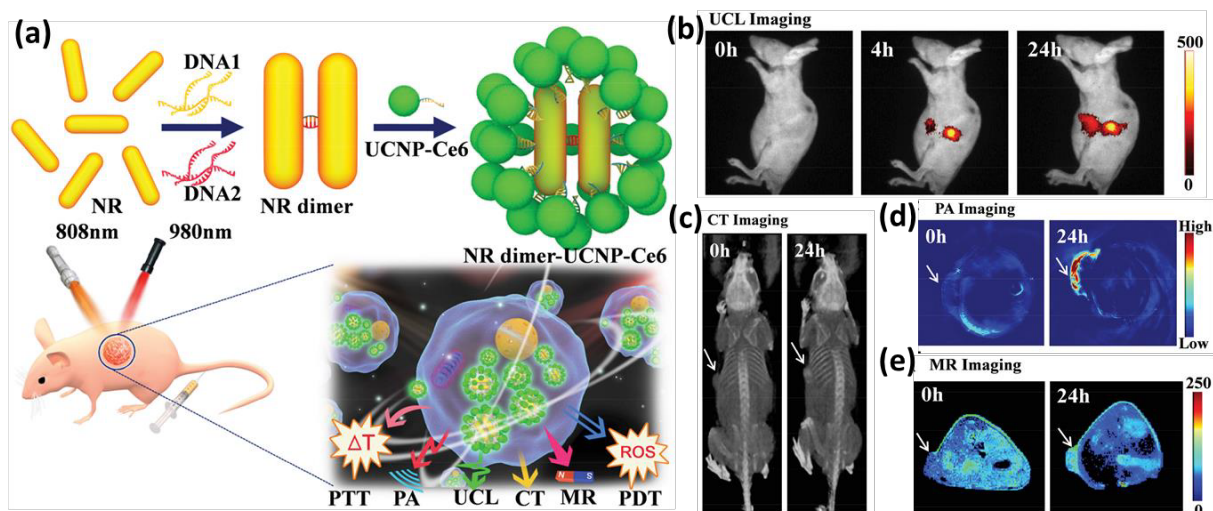 (a)
DNA1
DNA2
NR
NR dimer
UCNP-Ce6
NR dimer-UCNP-Ce6
808nm
980nm
ΔT
ROS
N S
PTT PA UCL CT MR PDT
(b)
UCL Imaging
0h
4h
24h
500
0
(c)
CT Imaging
0h
24h
(d)
PA Imaging
0h
24h
High
Low
(e)
MR Imaging
0h
24h
250
0